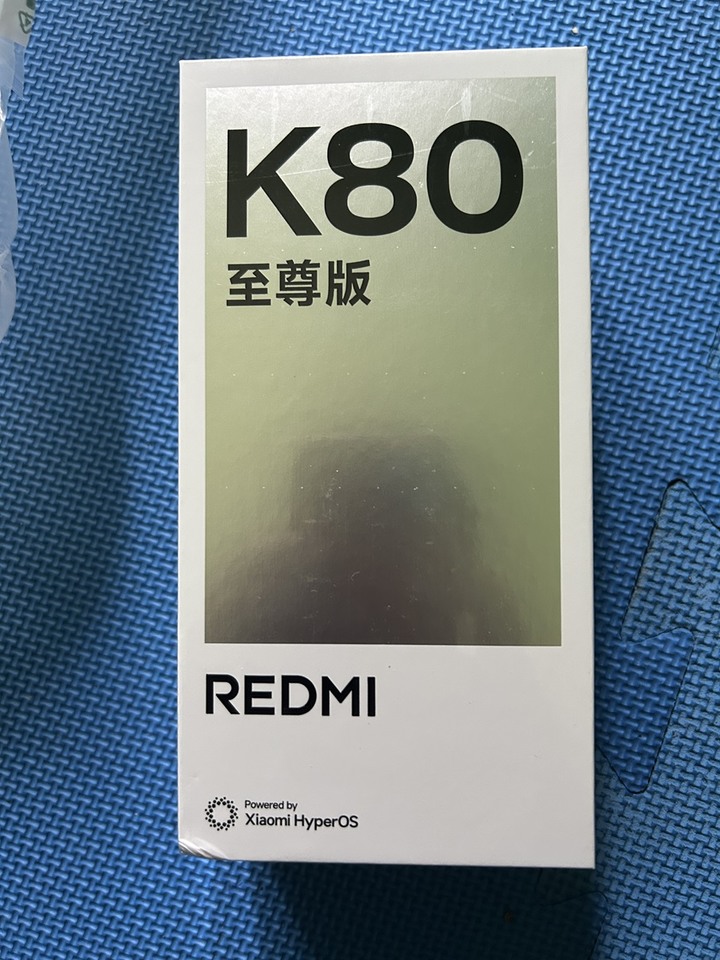 K80
至尊版
REDMI
Powered by
Xiaomi HyperOS